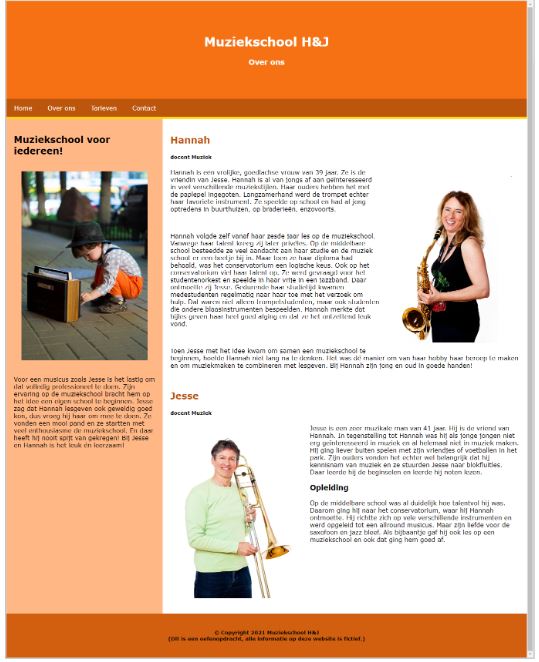 Muziekschool H&J
Over ons
Home
Over ons
Tarieven
Contact
Muziekschool voor
iedereen!
Voor een musicus zoals Jesse is het lastig om
dat volledig professioneel te doen. Zijn
ervaring op de muziekschool bracht hem op
het idee een eigen school te beginnen. Jesse
zag dat Hannah lesgeven ook geweldig goed
kon, dus vroeg hij haar om mee te doen. Ze
vonden een mooi pand en ze startten met
veel enthousiasme de muziekschool. En daar
heeft hij nooit spijt van gekregen! Bij Jesse
en Hannah is het leuk én leerzaam!
Hannah
docent Muziek
Hannah is een vrolijke, goedlachse vrouw van 39 jaar. Ze is de
vriendin van Jesse. Hannah is al van jongs af aan geïnteresseerd
in veel verschillende muziekstijlen. Haar ouders hebben het met
de paplepel ingegoten. Langzamerhand werd de trompet echter
haar favoriete instrument. Ze speelde op school en had al jong
optredens in buurthuizen, op braderieën, enzovoorts.
Hannah volgde zelf vanaf haar zesde jaar les op de muziekschool.
Vanwege haar talent kreeg zij later privéles. Op de middelbare
school besteedde ze veel aandacht aan haar studie en de muziek
school er een beetje bij in. Maar toen ze haar diploma had
behaald, was het conservatorium een logische keus. Ook op het
conservatorium viel haar talent op. Ze werd gevraagd voor het
studentenorkest en speelde in haar vrije in een jazzband. Daar
ontmoette zij Jesse. Gedurende haar studietijd kwamen
medestudenten regelmatig naar haar toe met het verzoek om
hulp. Dat waren niet alleen trompetstudenten, maar ook studenten
die andere blaasinstrumenten bespeelden. Hannah merkte dat
bijles geven haar heel goed afging en dat ze het ontzettend leuk
vond.
Toen Jesse met het idee kwam om samen een muziekschool te
beginnen, hoefde Hannah niet lang na te denken. Het was dé manier om van haar hobby haar beroep te maken
en om muziekmaken te combineren met lesgeven. Bij Hannah zijn jong en oud in goede handen!
Jesse
docent Muziek
Jesse is een zeer muzikale man van 41 jaar. Hij is de vriend van
Hannah. In tegenstelling tot Hannah was hij als jonge jongen niet
erg geïnteresseerd in muziek en al helemaal niet in muziek maken.
Hij ging liever buiten spelen met zijn vriendjes of voetballen in het
park. Zijn ouders vonden het echter wel belangrijk dat hij
kennisnam van muziek en ze stuurden Jesse naar blokfluitles.
Daar leerde hij de beginselen en leerde hij noten lezen.
Opleiding
Op de middelbare school was al duidelijk hoe talentvol hij was.
Daarom ging hij naar het conservatorium, waar hij Hannah
ontmoette. Hij richtte zich op vele verschillende instrumenten en
werd opgeleid tot een allround musicus. Maar zijn liefde voor de
saxofoon en jazz bleef. Als bijbaantje gaf hij ook les op een
muziekschool en ook dat ging hem goed af.
© Copyright 2021 Muziekschool H&J
(Dit is een oefenopdracht, alle informatie op deze website is fictief.)